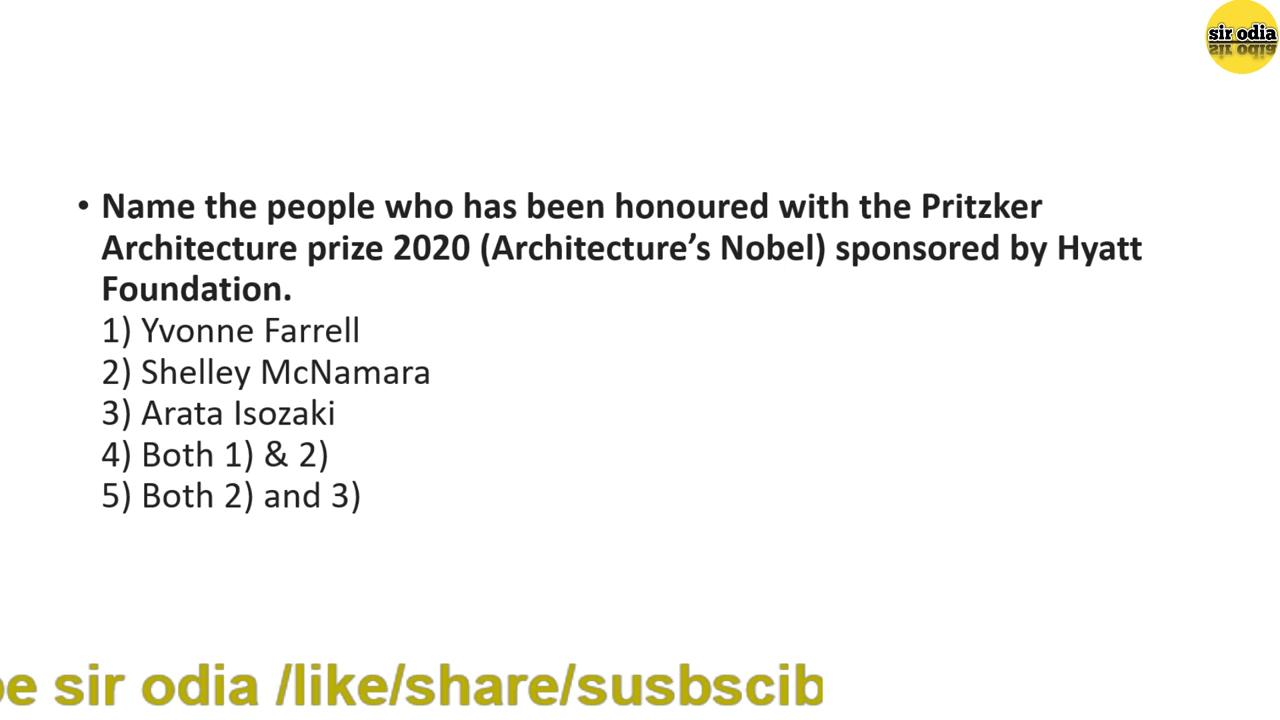 sir odia
• Name the people who has been honoured with the Pritzker
Architecture prize 2020 (Architecture’s Nobel) sponsored by Hyatt
Foundation.
1) Yvonne Farrell
2) Shelley McNamara
3) Arata Isozaki
4) Both 1) & 2)
5) Both 2) and 3)
be sir odia /like/share/susbscib